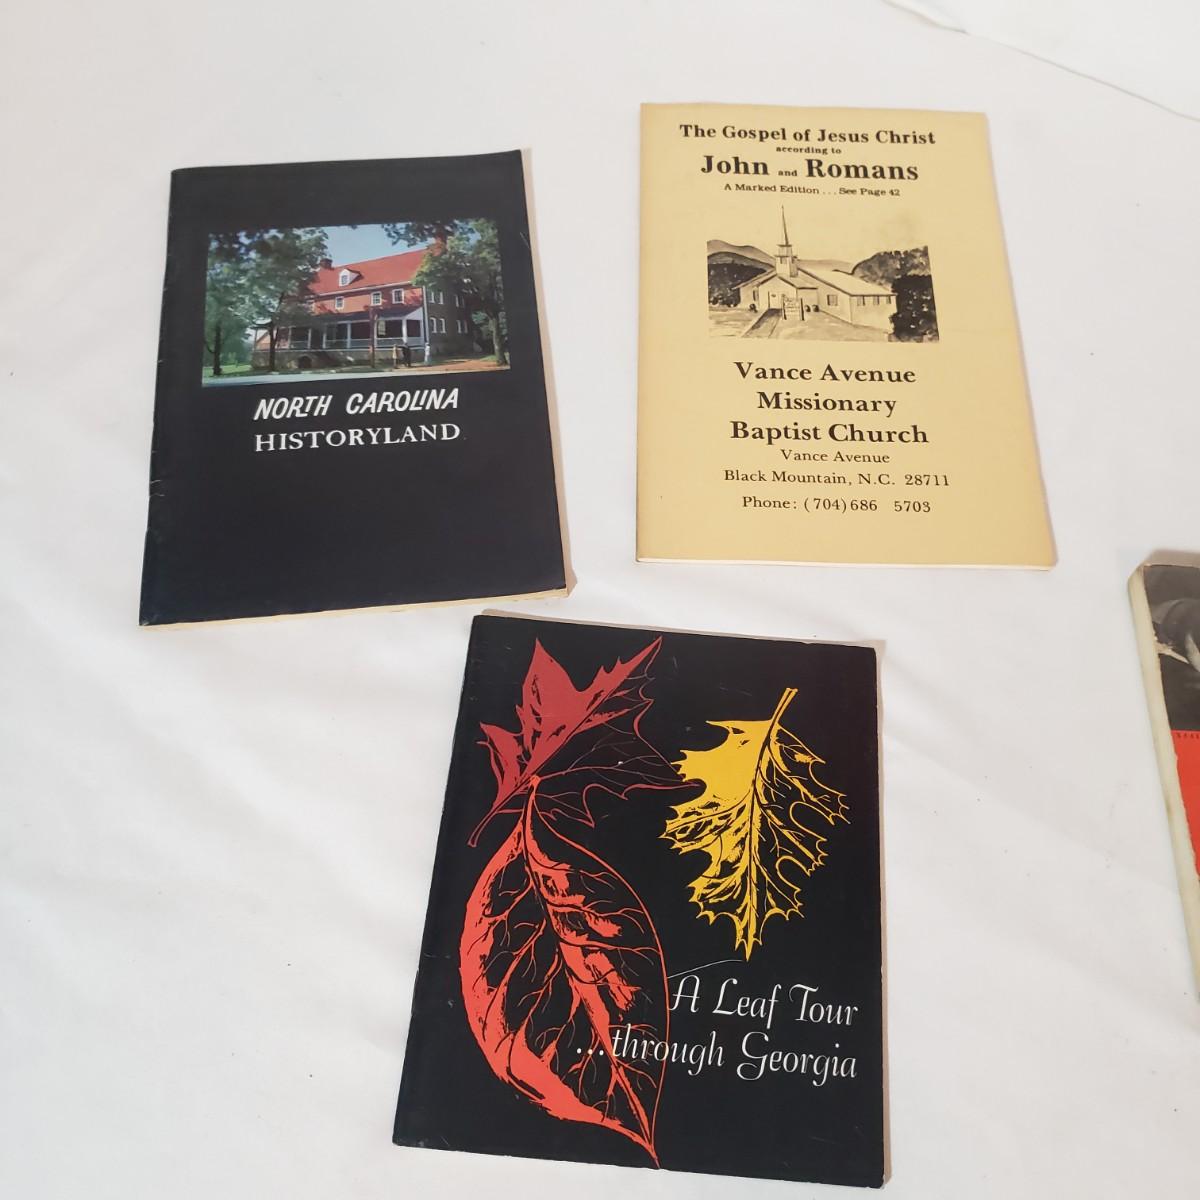 NORTH CAROLINA
HISTORYLAND
The Gospel of Jesus Christ
according to
John and Romans
A Marked Edition . . . See Page 42
Vance Avenue
Missionary
Baptist Church
Vance Avenue
Black Mountain, N.C. 28711
Phone: (704) 686 5703
A Leaf Tour
...through Georgia